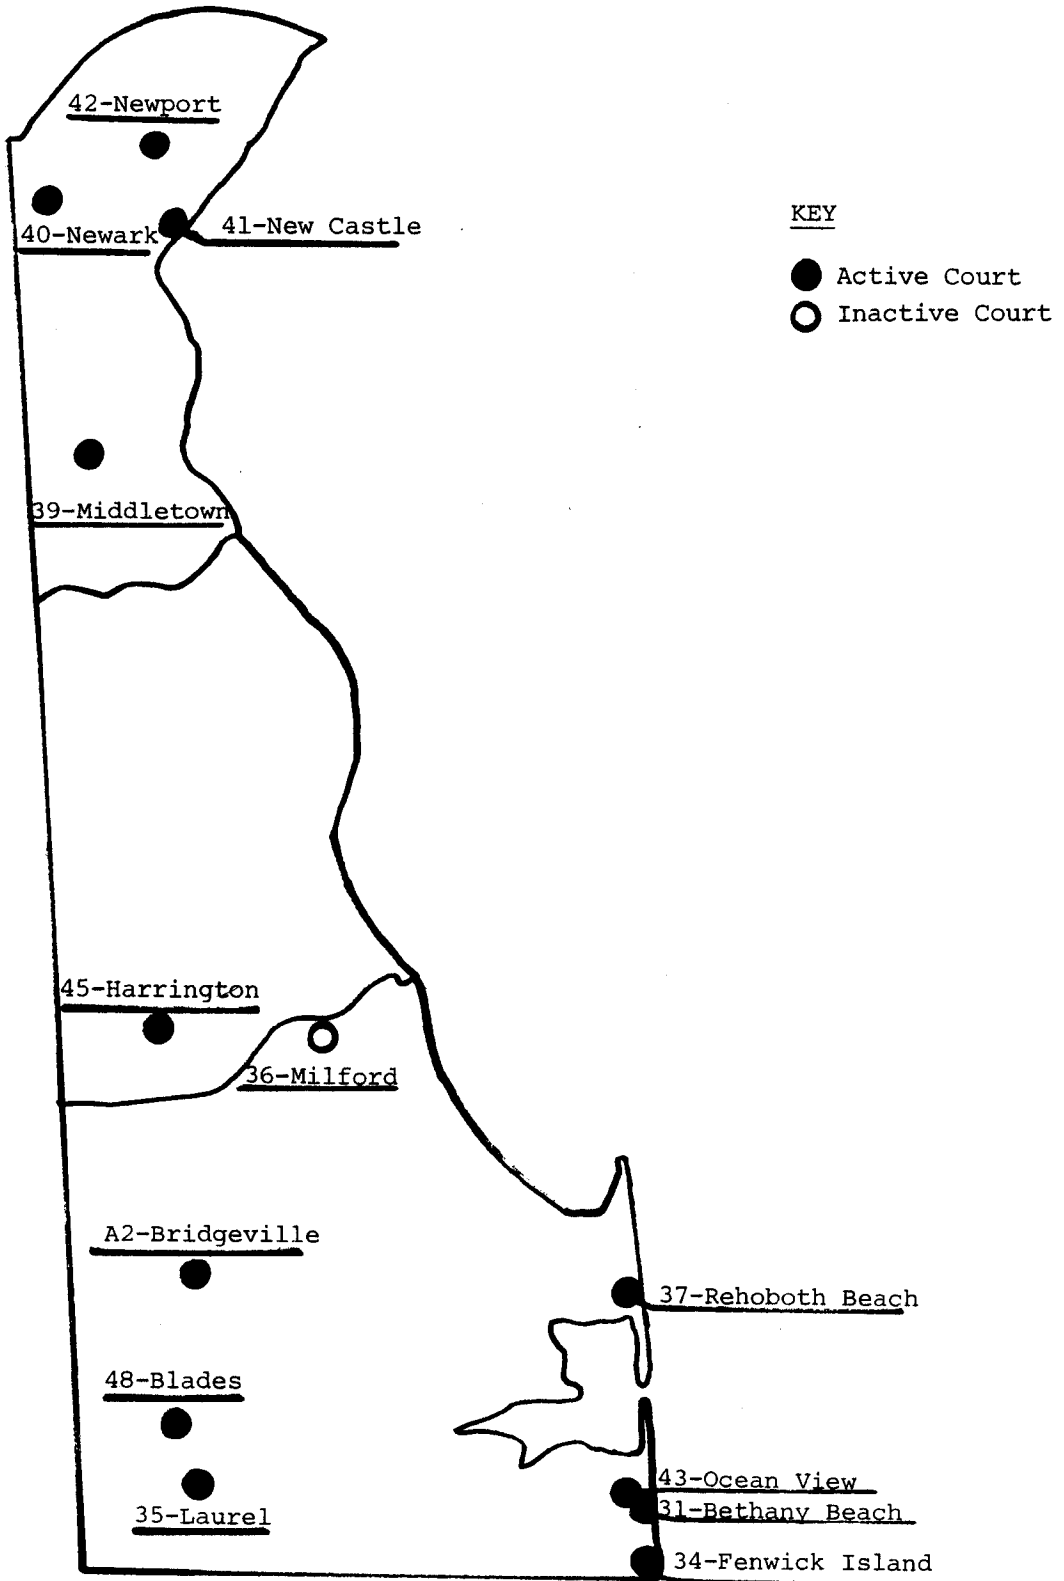 42-Newport
40-Newark
41-New Castle
KEY
Active Court
Inactive Court
39-Middletown
45-Harrington
36-Milford
A2-Bridgeville
37-Rehoboth Beach
48-Blades
43-Ocean View
31-Bethany Beach
35-Laurel
34-Fenwick Island